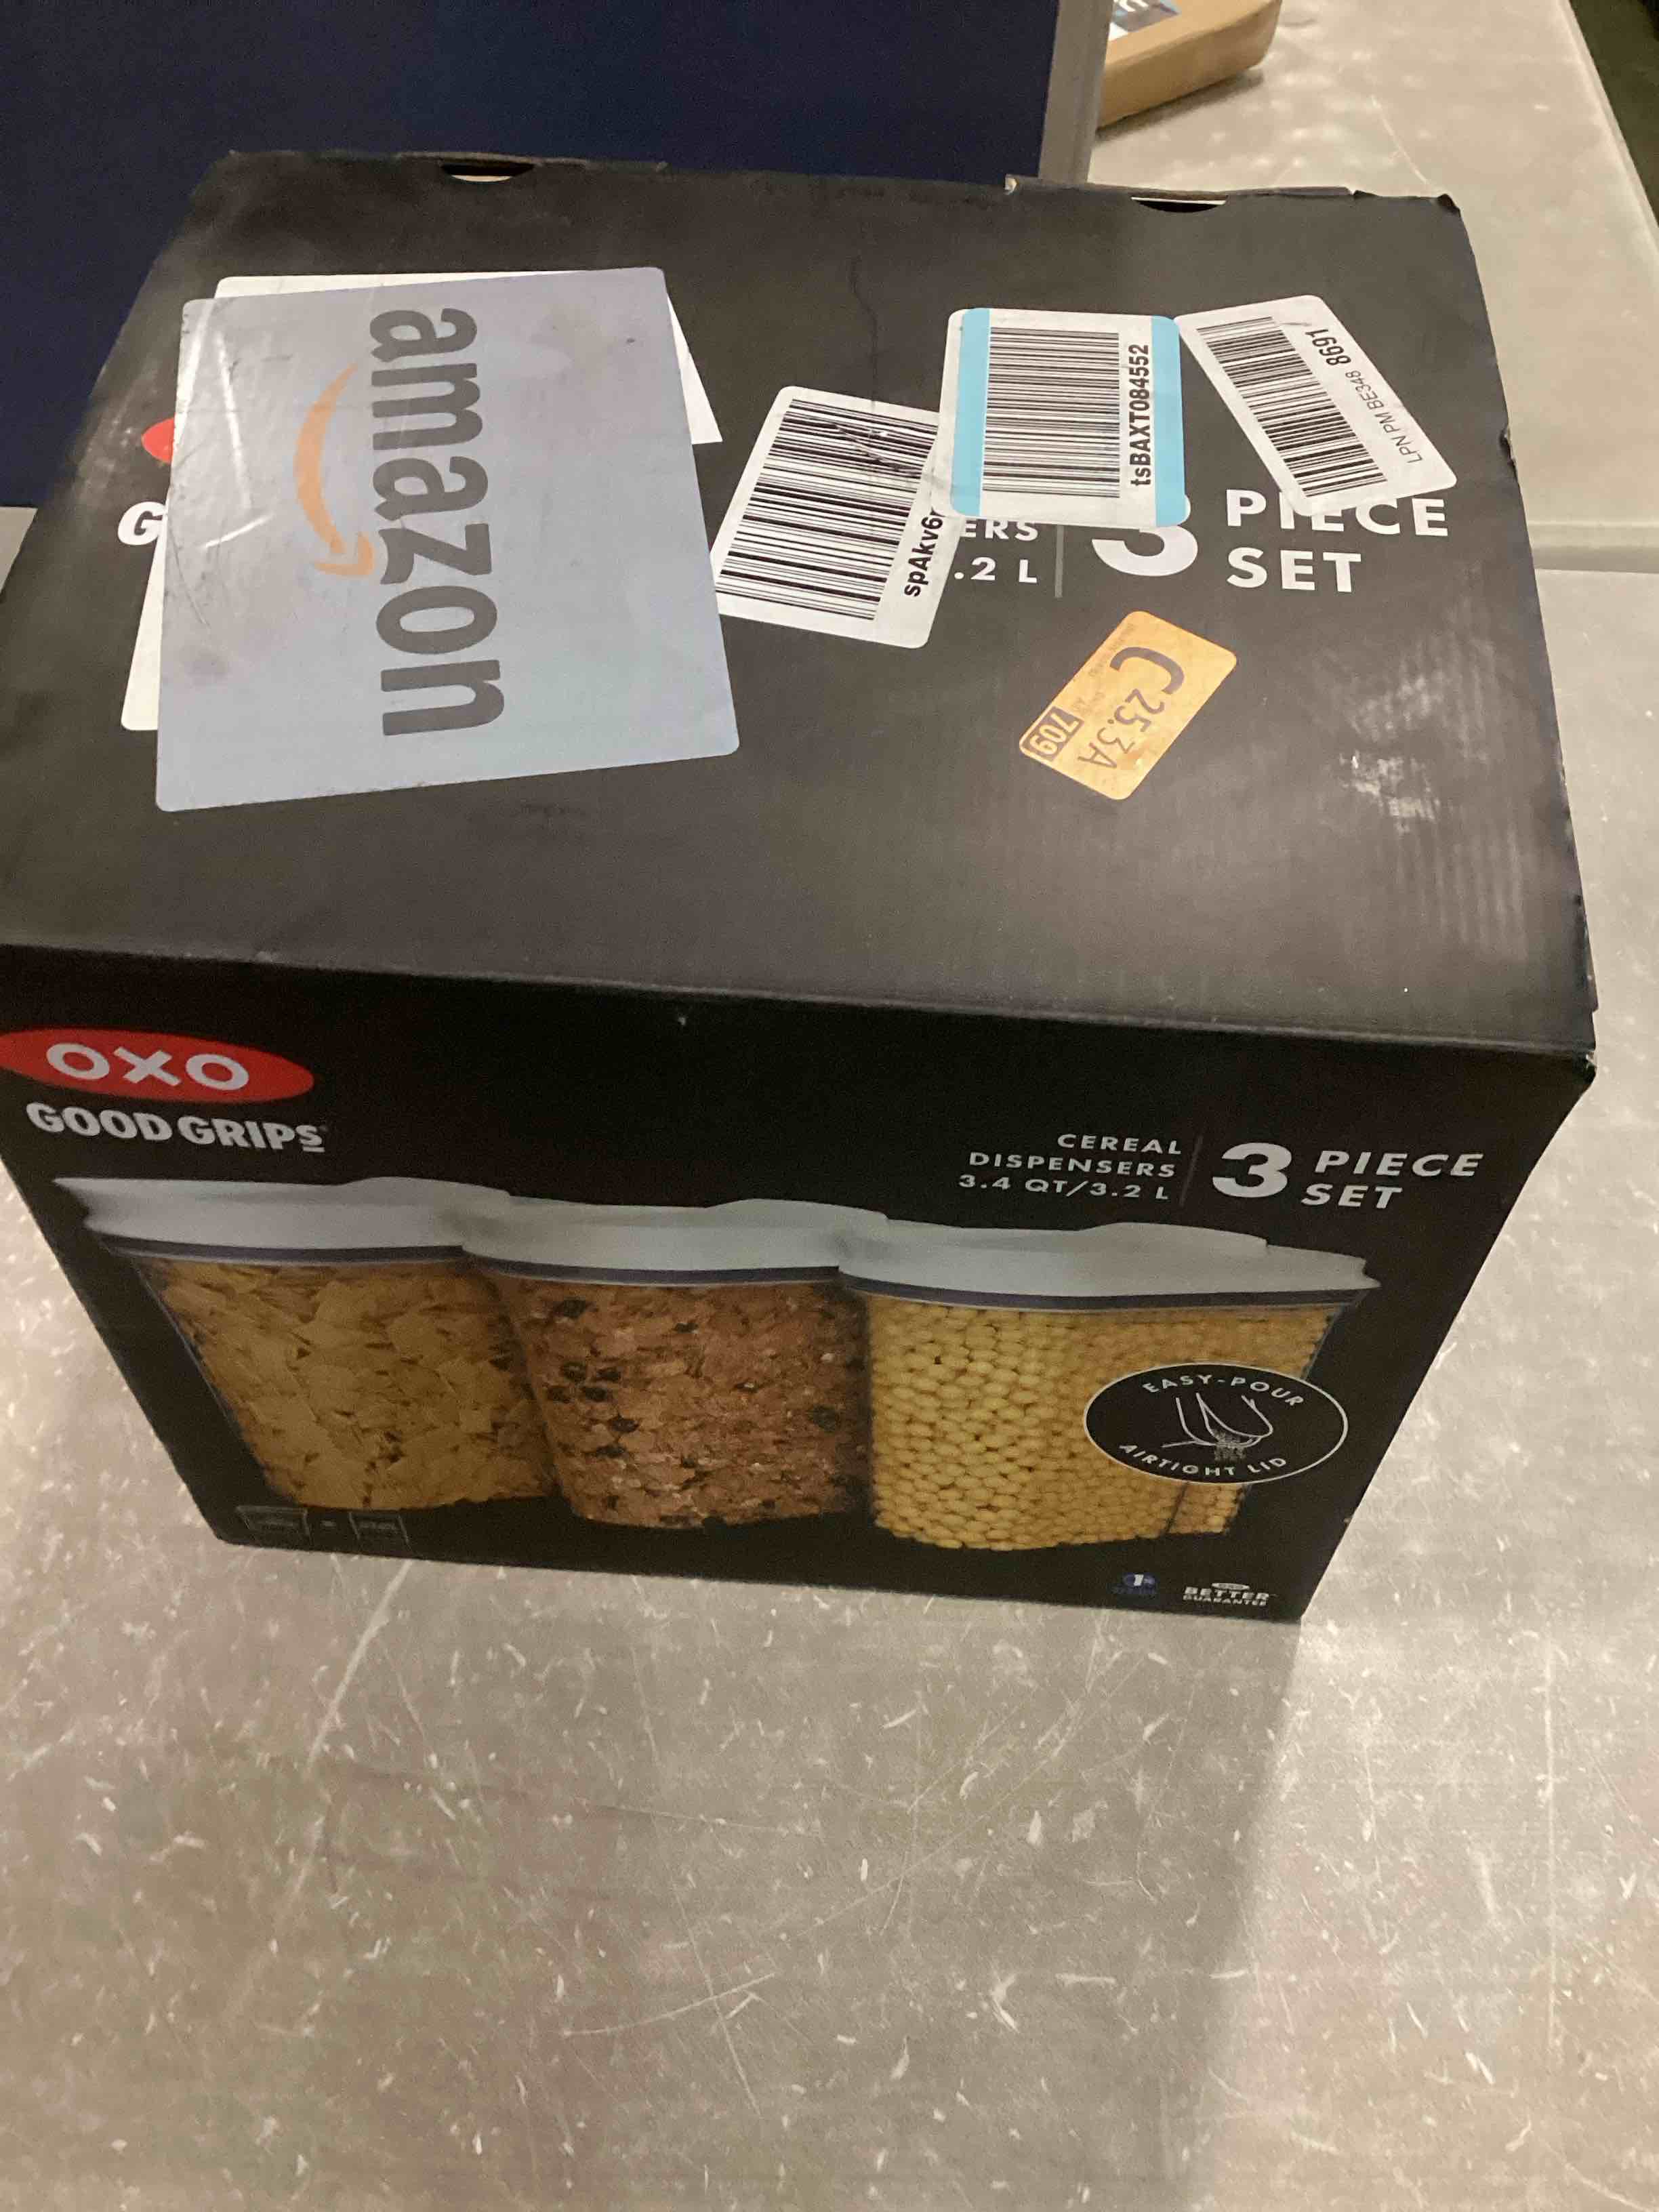 amazon
G
spAkv6
tsBAXT084552
LPN PM BE348 8691
ERS
.2 L
3
PIECE
SET
C
25.3A
709
OXO
GOOD GRIPS
CEREAL
DISPENSERS
3.4 QT/3.2 L
3
PIECE
SET
EASY-POUR
AIRTIGHT LID
BETTER
GUARANTEE